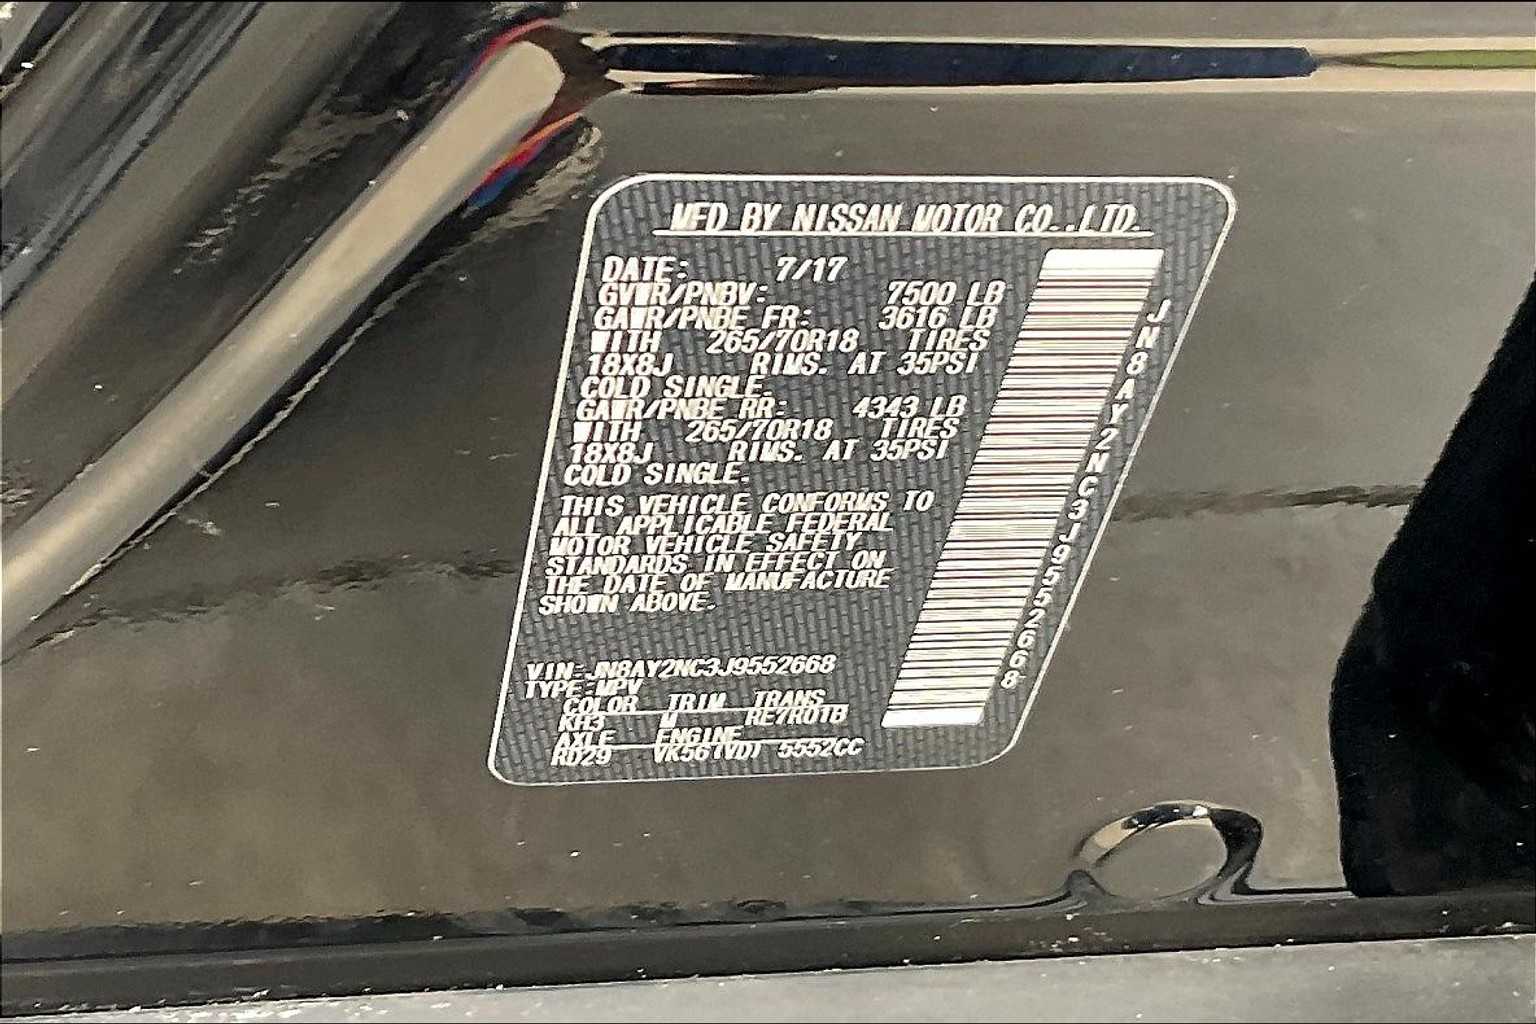 MFD BY NISSAN MOTOR CO.,LTD.
DATE: 7/17
GVWR/PNBV: 7500 LB
GAWR/PNBE FR: 3616 LB
WITH 265/70R18 TIRES
18X8J RIMS. AT 35PSI
COLD SINGLE.
GAWR/PNBE RR: 4343 LB
WITH 265/70R18 TIRES
18X8J RIMS. AT 35PSI
COLD SINGLE.
THIS VEHICLE CONFORMS TO
ALL APPLICABLE FEDERAL
MOTOR VEHICLE SAFETY
STANDARDS IN EFFECT ON
THE DATE OF MANUFACTURE
SHOWN ABOVE.
VIN:JN8AY2NC3J9552668
TYPE:MPV
COLOR TRIM TRANS
KH3 M RE7R01B
AXLE ENGINE
RD29 5552CC
JN8AY2NC3J9552668